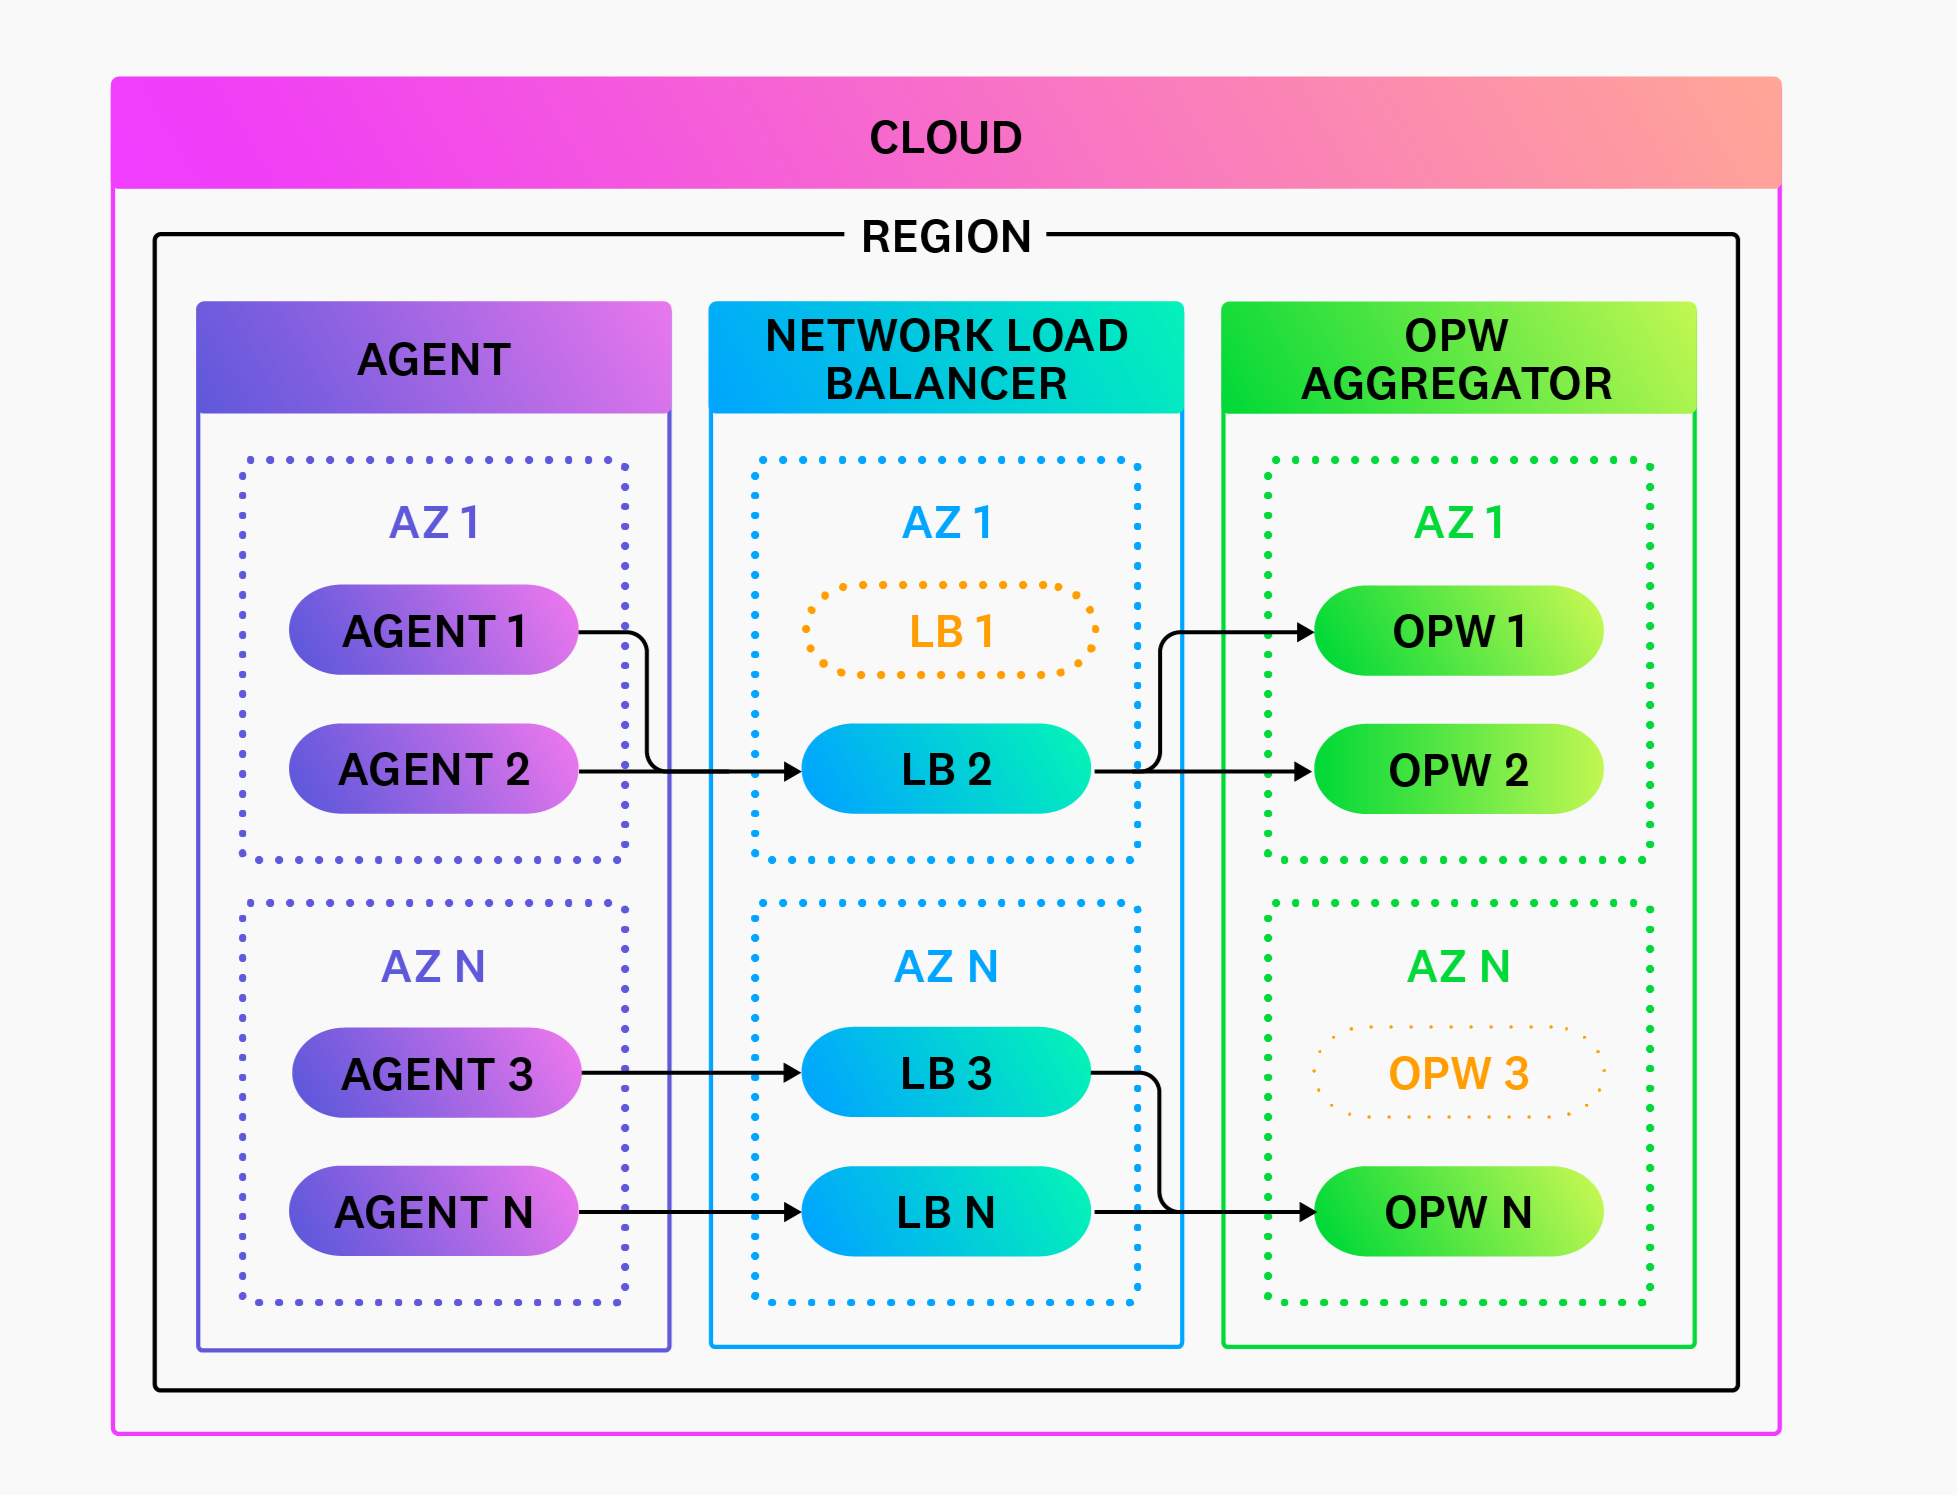 CLOUD
REGION
AGENT
NETWORK LOAD
BALANCER
OPW
AGGREGATOR
AZ 1
AGENT 1
AGENT 2
AZ 1
LB 1
LB 2
AZ 1
OPW 1
OPW 2
AZ N
AGENT 3
AGENT N
AZ N
LB 3
LB N
AZ N
OPW 3
OPW N